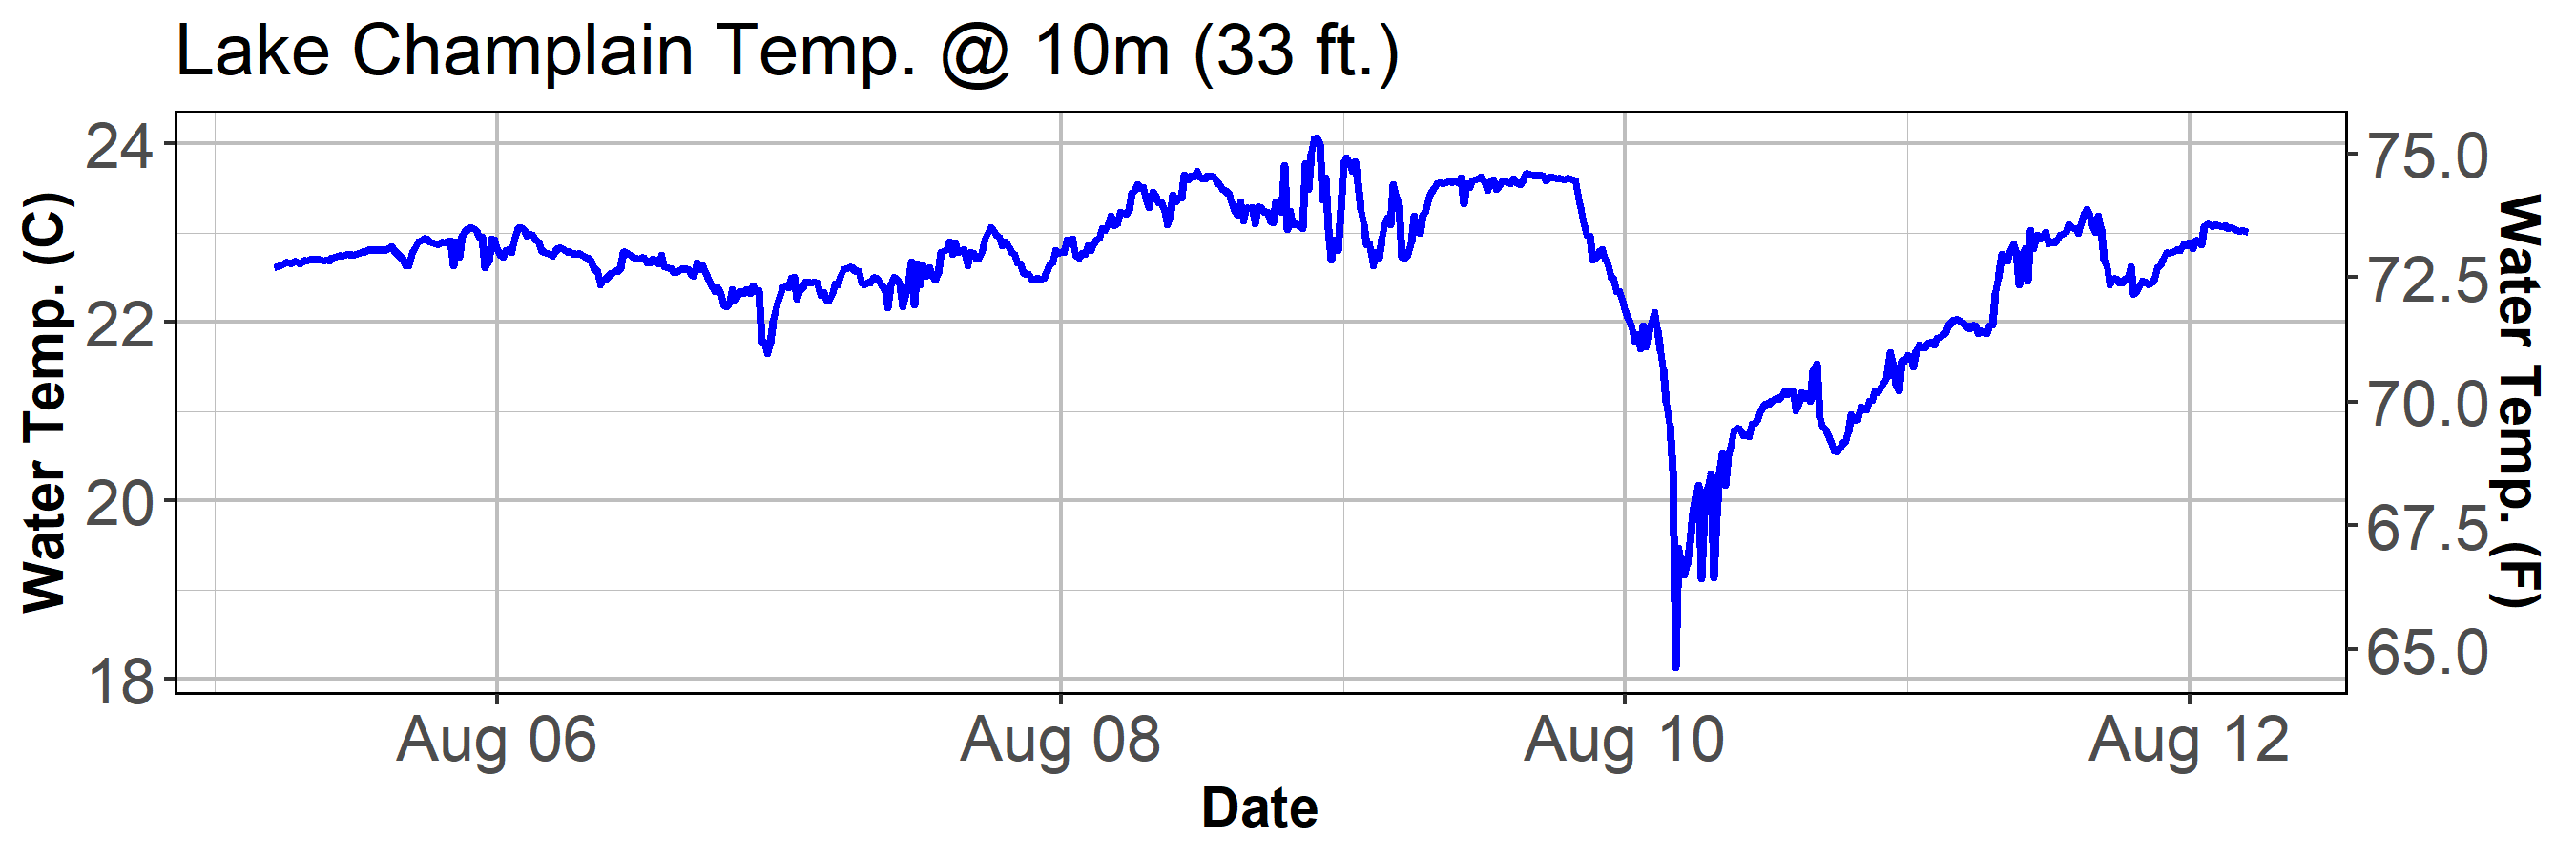 Lake Champlain Temp. @ 10m (33 ft.)
Water Temp. (C)
24
22
20
18
75.0
72.5
70.0
67.5
65.0
Water Temp. (F)
Aug 06
Aug 08
Aug 10
Aug 12
Date